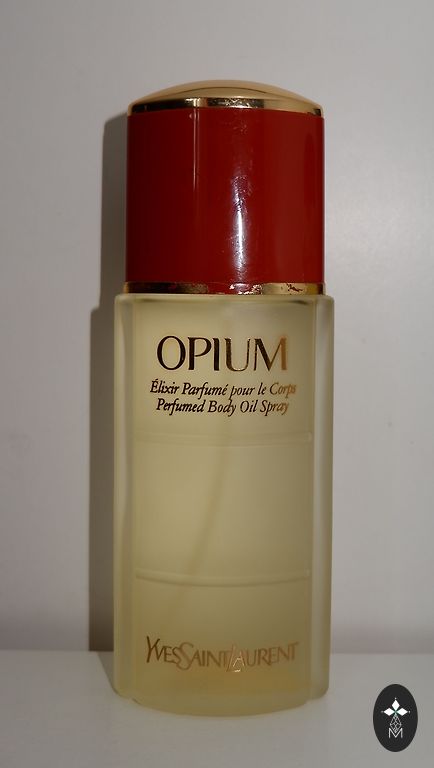 OPIUM
Élixir Parfumé pour le Corps
Perfumed Body Oil Spray
YVESSAINTLAURENT
M